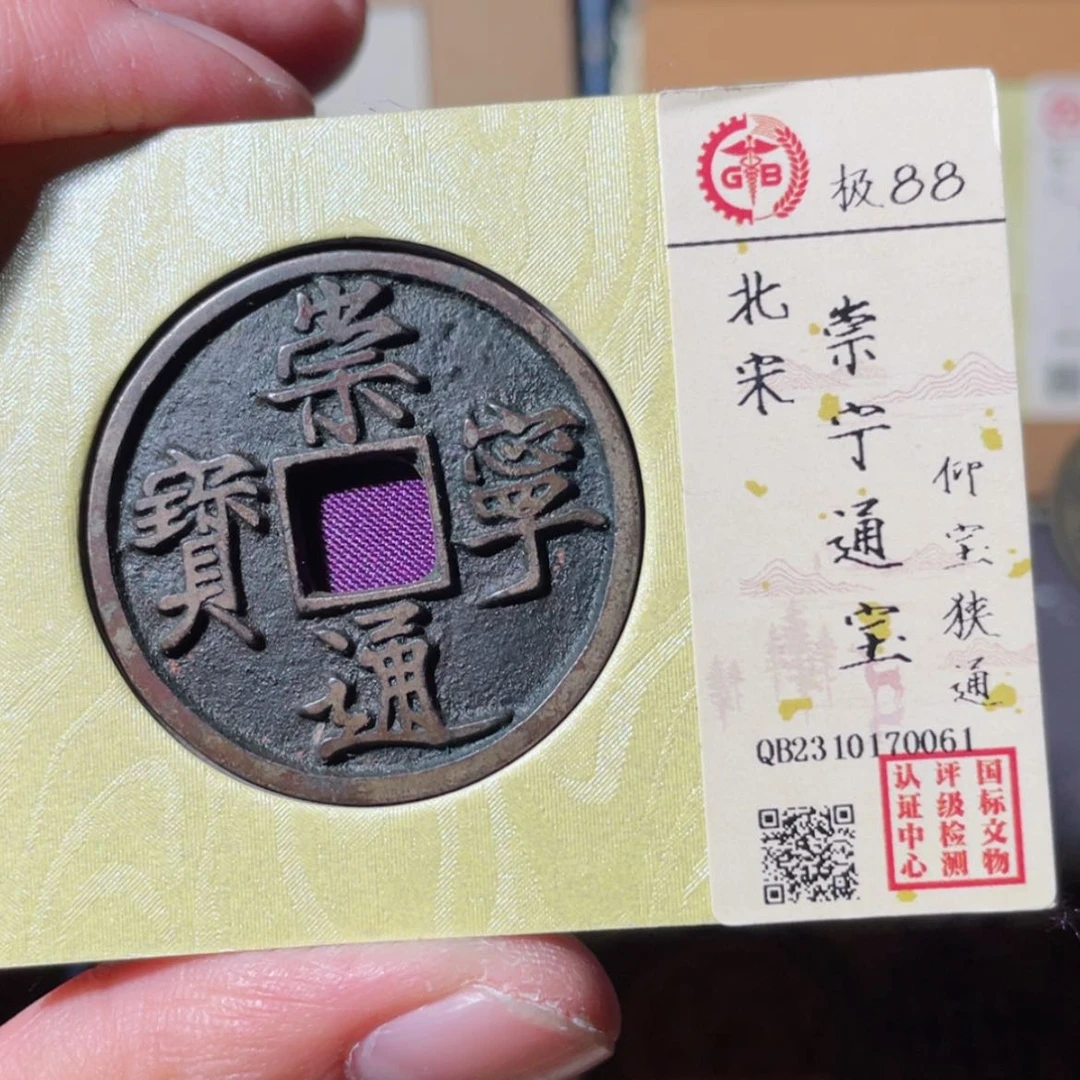 崇
寧
通
寳
GB
极88
北宋
崇宁通宝
仰宝狭通
QB2310170061
国标文物
评级检测
认证中心